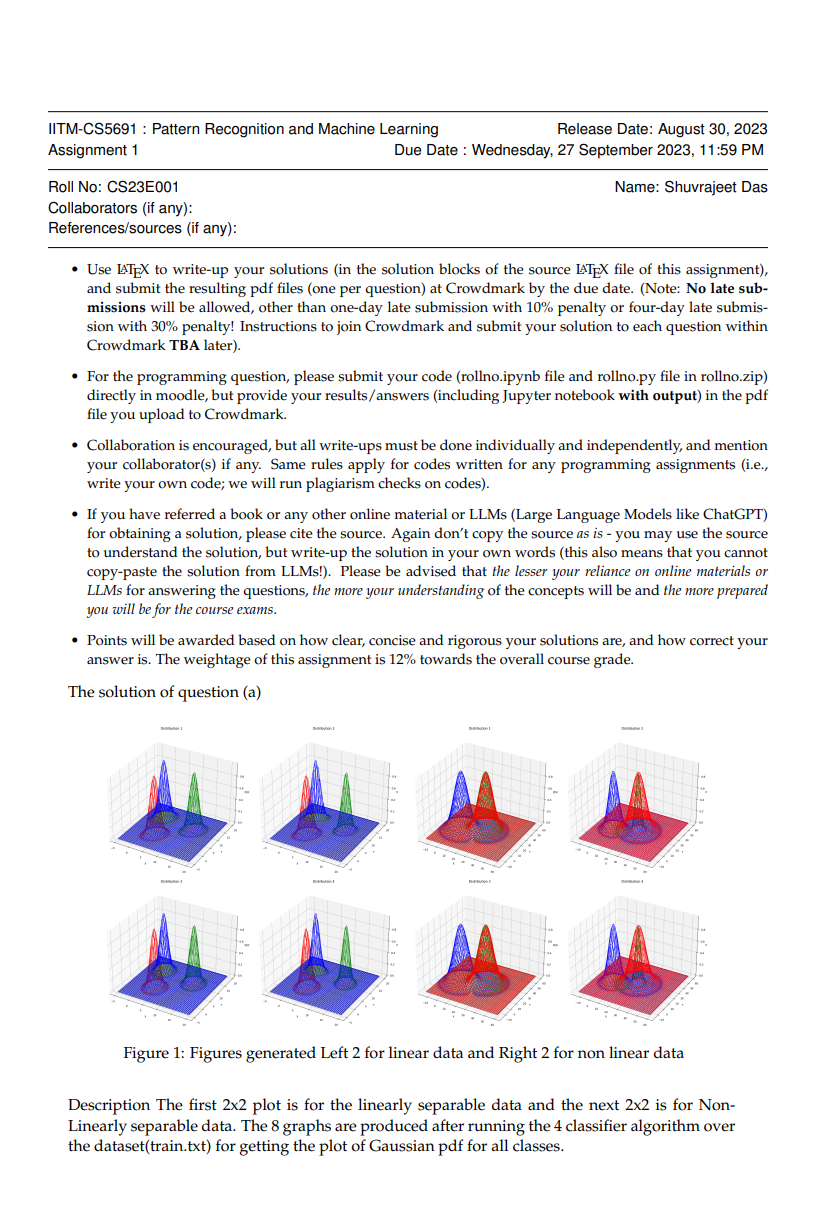 IITM-CS5691 : Pattern Recognition and Machine Learning Release Date: August 30, 2023
Assignment 1 Due Date : Wednesday, 27 September 2023, 11:59 PM
Roll No: CS23E001 Name: Shuvrajeet Das
Collaborators (if any):
References/sources (if any):
• Use LATEX to write-up your solutions (in the solution blocks of the source LATEX file of this assignment),
and submit the resulting pdf files (one per question) at Crowdmark by the due date. (Note: No late sub-
missions will be allowed, other than one-day late submission with 10% penalty or four-day late submis-
sion with 30% penalty! Instructions to join Crowdmark and submit your solution to each question within
Crowdmark TBA later).
• For the programming question, please submit your code (rollno.ipynb file and rollno.py file in rollno.zip)
directly in moodle, but provide your results/answers (including Jupyter notebook with output) in the pdf
file you upload to Crowdmark.
• Collaboration is encouraged, but all write-ups must be done individually and independently, and mention
your collaborator(s) if any. Same rules apply for codes written for any programming assignments (i.e.,
write your own code; we will run plagiarism checks on codes).
• If you have referred a book or any other online material or LLMs (Large Language Models like ChatGPT)
for obtaining a solution, please cite the source. Again don't copy the source as is - you may use the source
to understand the solution, but write-up the solution in your own words (this also means that you cannot
copy-paste the solution from LLMs!). Please be advised that the lesser your reliance on online materials or
LLMs for answering the questions, the more your understanding of the concepts will be and the more prepared
you will be for the course exams.
• Points will be awarded based on how clear, concise and rigorous your solutions are, and how correct your
answer is. The weightage of this assignment is 12% towards the overall course grade.
The solution of question (a)
Distribution 1 Distribution 2 Distribution 1 Distribution 2
Distribution 3 Distribution 4 Distribution 3 Distribution 4
Figure 1: Figures generated Left 2 for linear data and Right 2 for non linear data
Description The first 2x2 plot is for the linearly separable data and the next 2x2 is for Non-
Linearly separable data. The 8 graphs are produced after running the 4 classifier algorithm over
the dataset(train.txt) for getting the plot of Gaussian pdf for all classes.